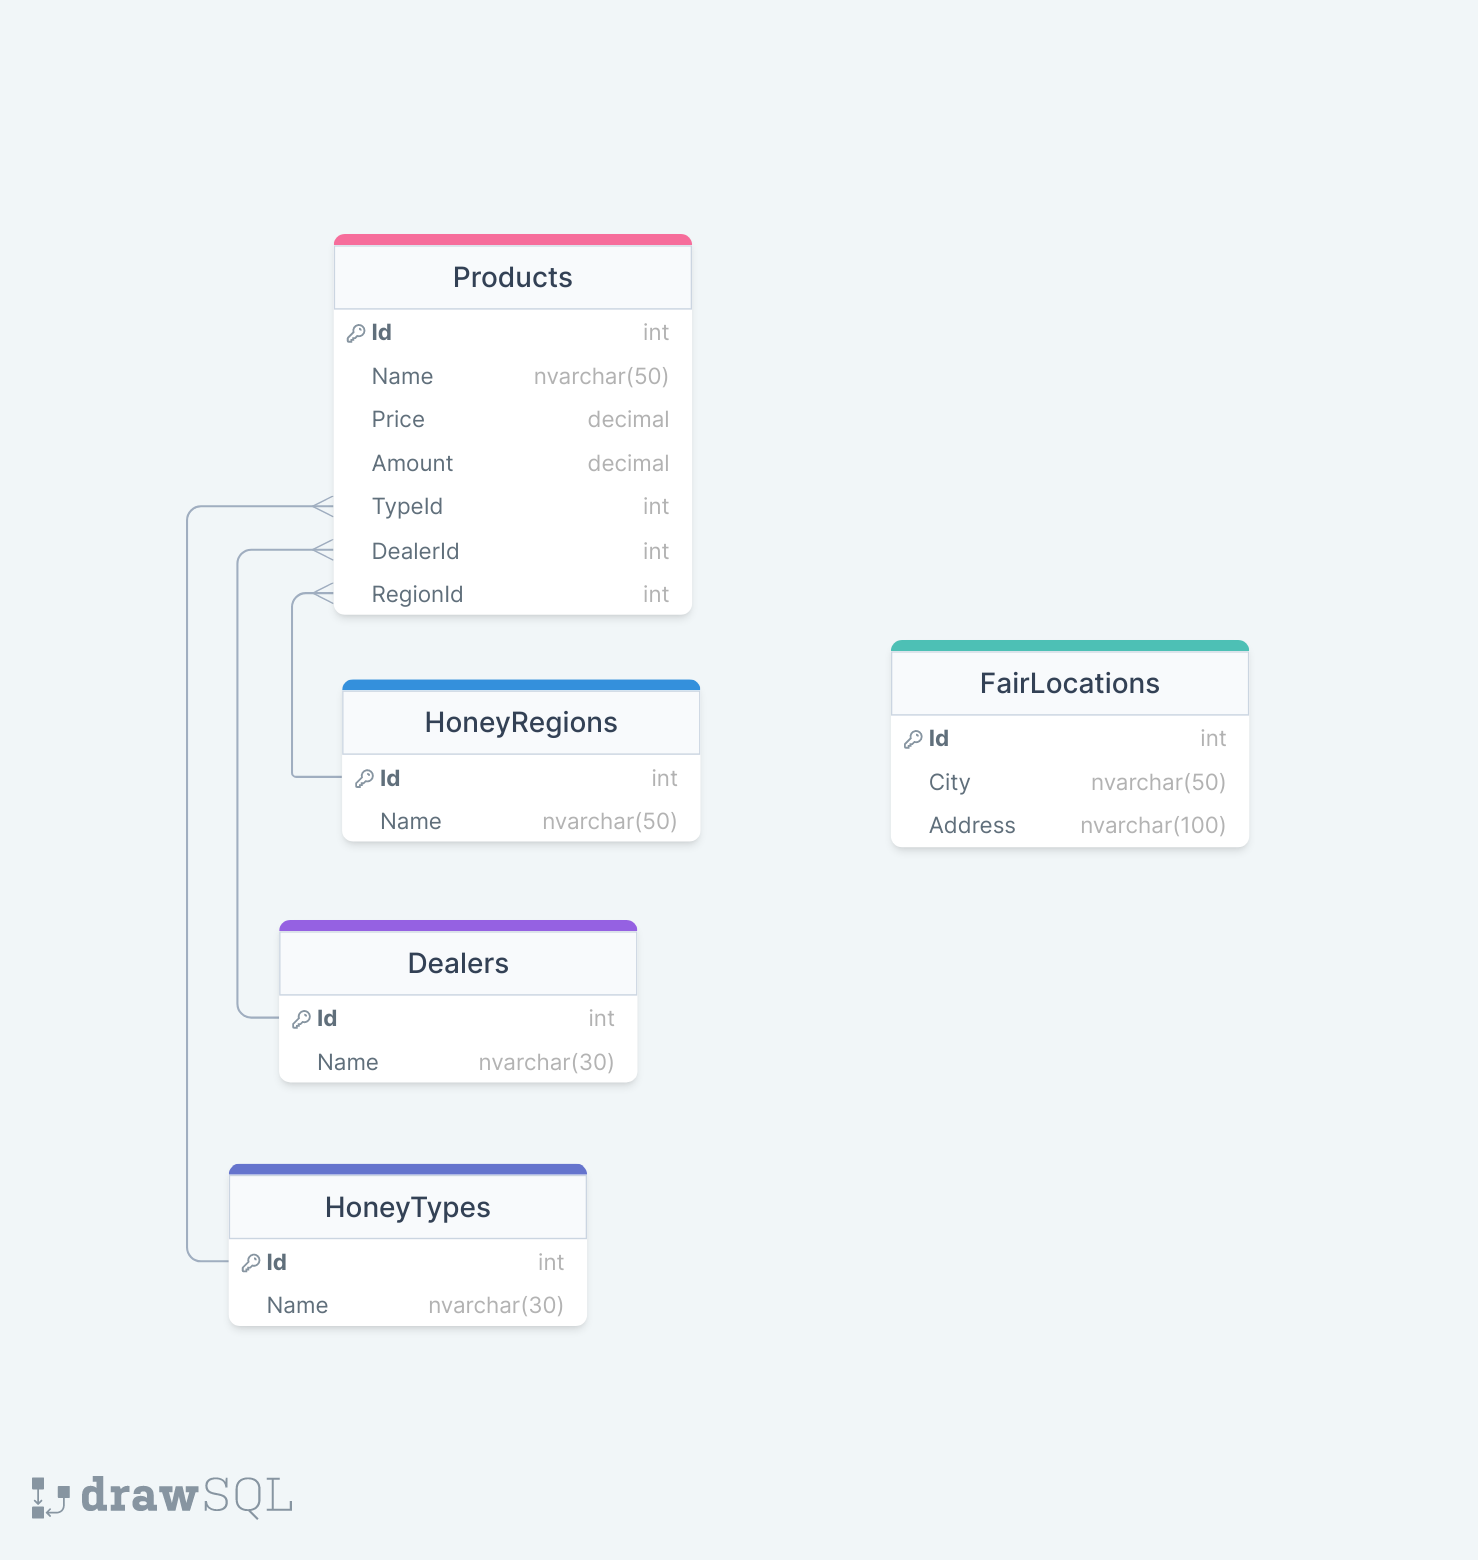 Products
Id int
Name nvarchar(50)
Price decimal
Amount decimal
TypeId int
DealerId int
RegionId int
HoneyRegions
Id int
Name nvarchar(50)
FairLocations
Id int
City nvarchar(50)
Address nvarchar(100)
Dealers
Id int
Name nvarchar(30)
HoneyTypes
Id int
Name nvarchar(30)
drawSQL